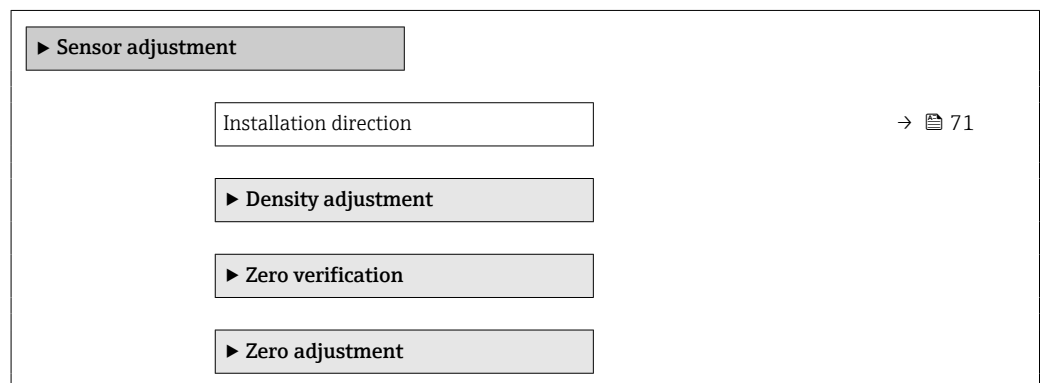 ▶ Sensor adjustment
Installation direction → 71
▶ Density adjustment
▶ Zero verification
▶ Zero adjustment